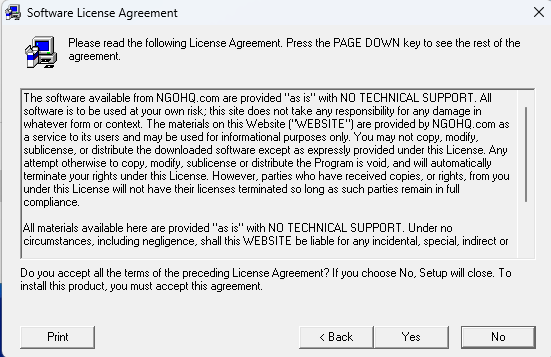 Software License Agreement
Please read the following License Agreement. Press the PAGE DOWN key to see the rest of the
agreement.
The software available from NGOHQ.com are provided "as is" with NO TECHNICAL SUPPORT. All
software is to be used at your own risk; this site does not take any responsibility for any damage in
whatever form or context. The materials on this Website ("WEBSITE") are provided by NGOHQ.com as
a service to its users and may be used for informational purposes only. You may not copy, modify,
sublicense, or distribute the downloaded software except as expressly provided under this License. Any
attempt otherwise to copy, modify, sublicense or distribute the Program is void, and will automatically
terminate your rights under this License. However, parties who have received copies, or rights, from you
under this License will not have their licenses terminated so long as such parties remain in full
compliance.
All materials available here are provided "as is" with NO TECHNICAL SUPPORT. Under no
circumstances, including negligence, shall this WEBSITE be liable for any incidental, special, indirect or
Do you accept all the terms of the preceding License Agreement? If you choose No, Setup will close. To
install this product, you must accept this agreement.
Print
< Back
Yes
No